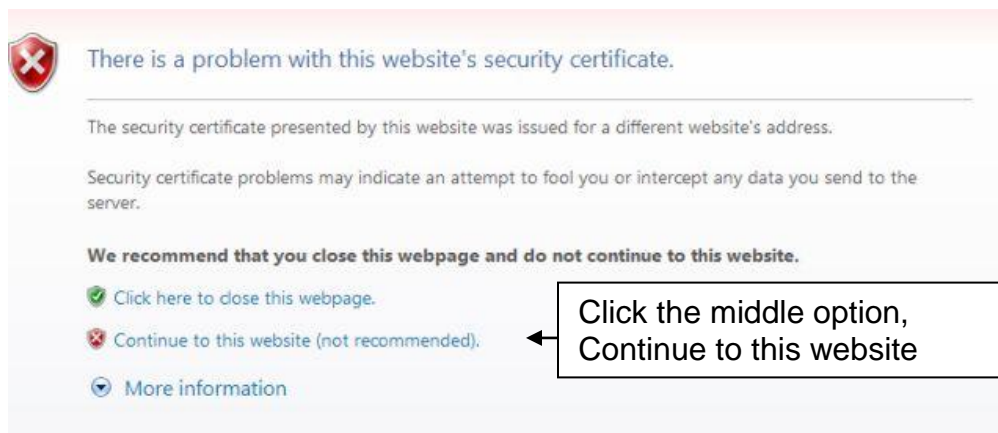 There is a problem with this website's security certificate.
The security certificate presented by this website was issued for a different website's address.
Security certificate problems may indicate an attempt to fool you or intercept any data you send to the
server.
We recommend that you close this webpage and do not continue to this website.
Click here to close this webpage.
Continue to this website (not recommended).
Click the middle option,
Continue to this website
More information